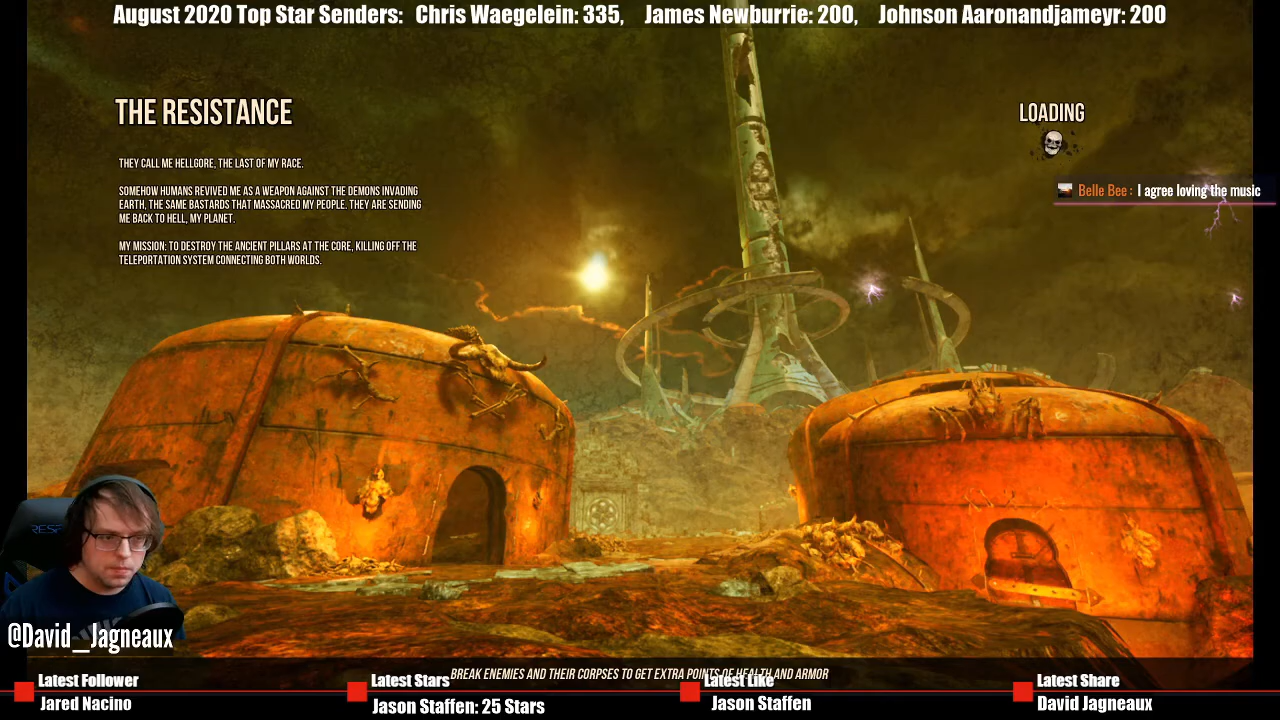 August 2020 Top Star Senders: Chris Waegelein: 335, James Newburrie: 200, Johnson Aaronandjameyr: 200
THE RESISTANCE
LOADING
THEY CALL ME HELLGORE, THE LAST OF MY RACE.
SOMEHOW HUMANS REVIVED ME AS A WEAPON AGAINST THE DEMONS INVADING
EARTH, THE SAME BASTARDS THAT MASSACRED MY PEOPLE. THEY ARE SENDING
ME BACK TO HELL, MY PLANET.
MY MISSION: TO DESTROY THE ANCIENT PILLARS AT THE CORE, KILLING OFF THE
TELEPORTATION SYSTEM CONNECTING BOTH WORLDS.
Belle Bee : I agree loving the music
@David_Jagneaux
BREAK ENEMIES AND THEIR CORPSES TO GET EXTRA POINTS OF HEALTH AND ARMOR
Latest Follower
Jared Nacino
Latest Stars
Jason Staffen: 25 Stars
Latest Like
Jason Staffen
Latest Share
David Jagneaux